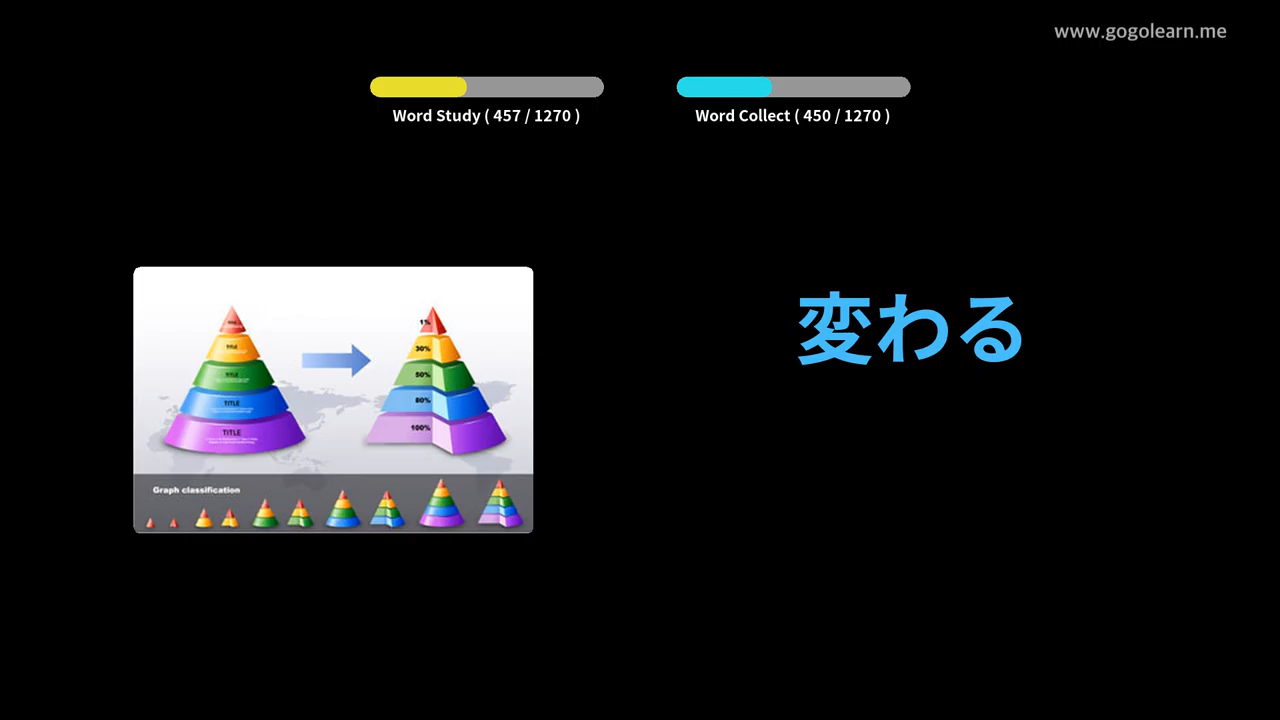 www.gogolearn.me
Word Study ( 457 / 1270 )
Word Collect ( 450 / 1270 )
変わる
TITLE
TITLE
TITLE
TITLE
1%
30%
50%
80%
100%
Graph classification